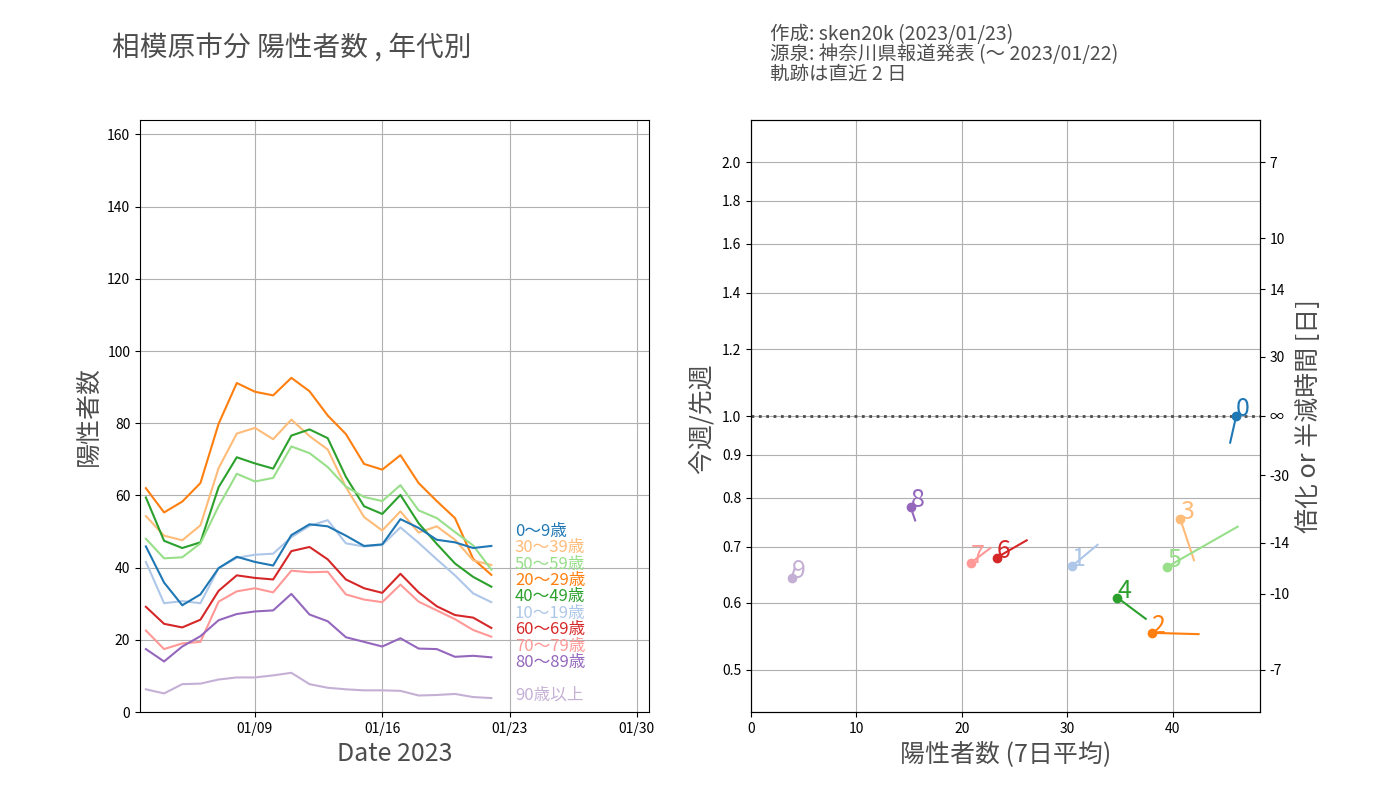 相模原市分 陽性者数 , 年代別
作成: sken20k (2023/01/23)
源泉: 神奈川県報道発表 (〜 2023/01/22)
軌跡は直近 2 日
陽性者数
160
140
120
100
80
60
40
20
0
0〜9歳
30〜39歳
50〜59歳
20〜29歳
40〜49歳
10〜19歳
60〜69歳
70〜79歳
80〜89歳
90歳以上
01/09
01/16
01/23
01/30
Date 2023
今週/先週
2.0
1.8
1.6
1.4
1.2
1.0
0.9
0.8
0.7
0.6
0.5
0
8
3
7
6
1
5
9
4
2
7
10
14
30
∞
-30
-14
-10
-7
倍化 or 半減時間 [日]
0
10
20
30
40
陽性者数 (7日平均)